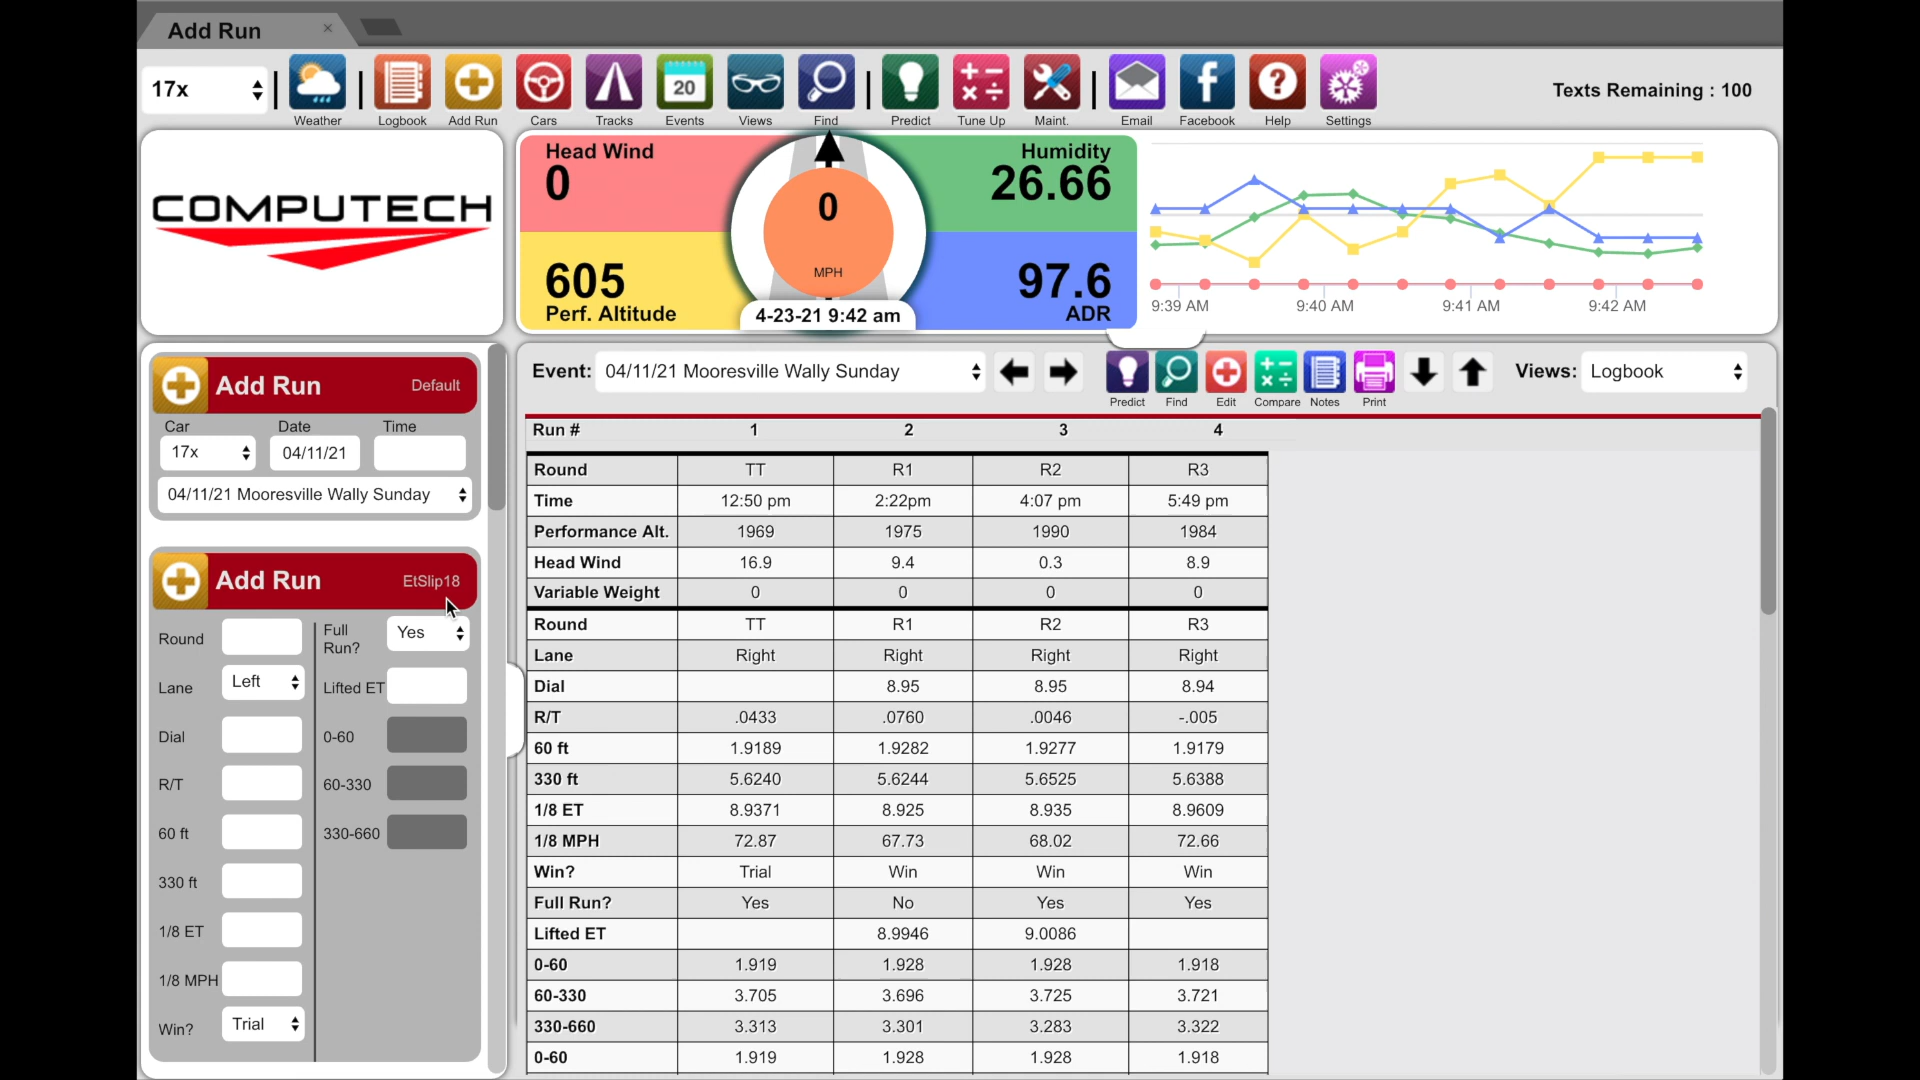 Add Run ×
17x
Texts Remaining : 100
Weather Logbook Add Run Cars Tracks 20 Events Views Find Predict Tune Up Maint. Email Facebook Help Settings
COMPUTECH
Head Wind
0
Humidity
26.66
0
MPH
605
Perf. Altitude
97.6
ADR
4-23-21 9:42 am
9:39 AM 9:40 AM 9:41 AM 9:42 AM
Add Run Default
Car Date Time
17x 04/11/21
04/11/21 Mooresville Wally Sunday
Add Run EtSlip18
Round Full Run? Yes
Lane Left Lifted ET
Dial 0-60
R/T 60-330
60 ft 330-660
330 ft
1/8 ET
1/8 MPH
Win? Trial
Event: 04/11/21 Mooresville Wally Sunday
Predict Find Edit Compare Notes Print
Views: Logbook
Run # 1 2 3 4
Round TT R1 R2 R3
Time 12:50 pm 2:22pm 4:07 pm 5:49 pm
Performance Alt. 1969 1975 1990 1984
Head Wind 16.9 9.4 0.3 8.9
Variable Weight 0 0 0 0
Round TT R1 R2 R3
Lane Right Right Right Right
Dial 8.95 8.95 8.94
R/T .0433 .0760 .0046 -.005
60 ft 1.9189 1.9282 1.9277 1.9179
330 ft 5.6240 5.6244 5.6525 5.6388
1/8 ET 8.9371 8.925 8.935 8.9609
1/8 MPH 72.87 67.73 68.02 72.66
Win? Trial Win Win Win
Full Run? Yes No Yes Yes
Lifted ET 8.9946 9.0086
0-60 1.919 1.928 1.928 1.918
60-330 3.705 3.696 3.725 3.721
330-660 3.313 3.301 3.283 3.322
0-60 1.919 1.928 1.928 1.918